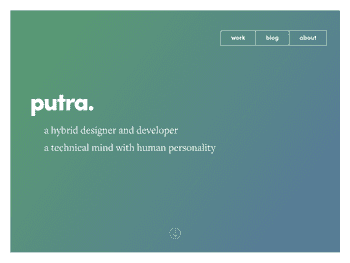 work blog about
putra.
a hybrid designer and developer
a technical mind with human personality